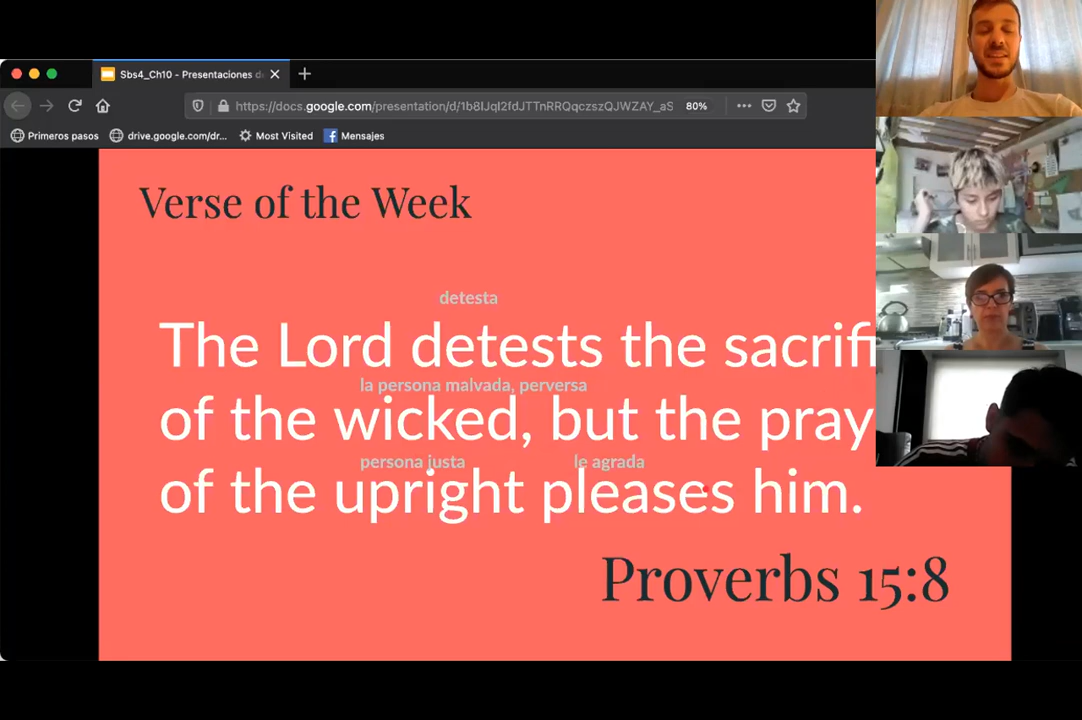 Sbs4_Ch10 - Presentaciones de
https://docs.google.com/presentation/d/1b8IJqI2fdJTTnRRQqczszQJWZAY_aS
80%
Primeros pasos
drive.google.com/dr...
Most Visited
Mensajes
Verse of the Week
detesta
The Lord detests the sacrifi
la persona malvada, perversa
of the wicked, but the pray
persona justa le agrada
of the upright pleases him.
Proverbs 15:8